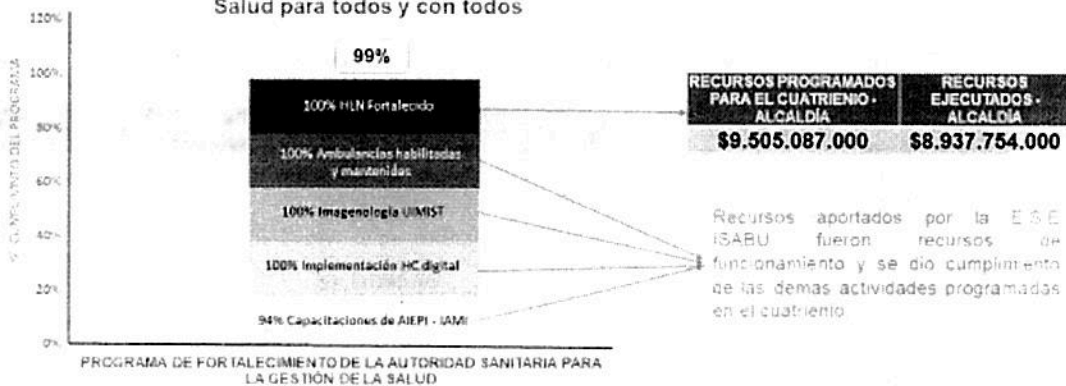 Salud para todos y con todos
120%
100%
80%
60%
40%
20%
0%
% CUMPLIMIENTO DEL PROGRAMA
99%
100% HLN Fortalecido
100% Ambulancias habilitadas
y mantenidas
100% Imagenología UIMIST
100% Implementación HC digital
94% Capacitaciones de AIEPI - IAMI
PROGRAMA DE FORTALECIMIENTO DE LA AUTORIDAD SANITARIA PARA
LA GESTIÓN DE LA SALUD
RECURSOS PROGRAMADOS
PARA EL CUATRIENIO -
ALCALDÍA
RECURSOS
EJECUTADOS -
ALCALDÍA
$9.505.087.000
$8.937.754.000
Recursos aportados por la E.S.E
ISABU fueron recursos de
funcionamiento y se dio cumplimiento
de las demas actividades programadas
en el cuatrienio